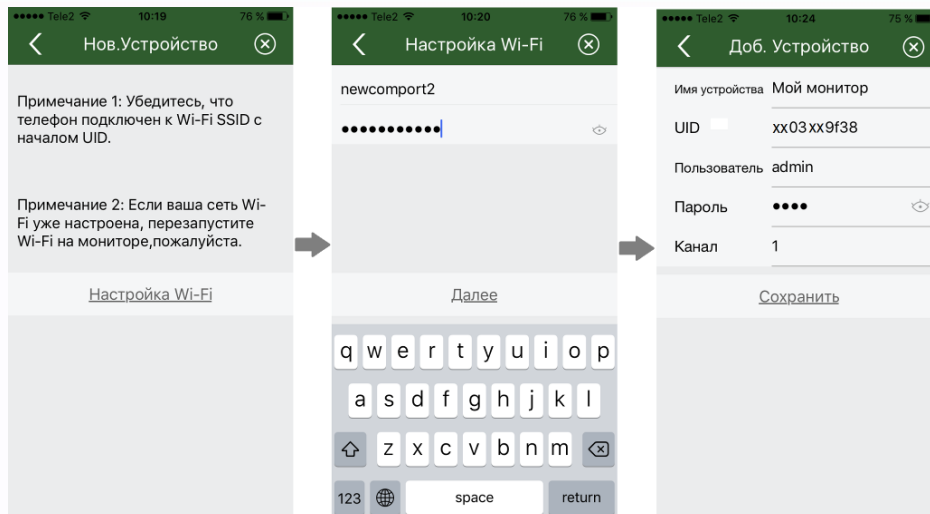 Tele2 10:19 76 %
Нов.Устройство
Примечание 1: Убедитесь, что
телефон подключен к Wi-Fi SSID с
началом UID.
Примечание 2: Если ваша сеть Wi-
Fi уже настроена, перезапустите
Wi-Fi на мониторе,пожалуйста.
Настройка Wi-Fi
Tele2 10:20 76 %
Настройка Wi-Fi
newcomport2
•••••••••••
Далее
q w e r t y u i o p
a s d f g h j k l
z x c v b n m
123 space return
Tele2 10:24 75 %
Доб. Устройство
Имя устройства Мой монитор
UID xx03xx9f38
Пользователь admin
Пароль ••••
Канал 1
Сохранить